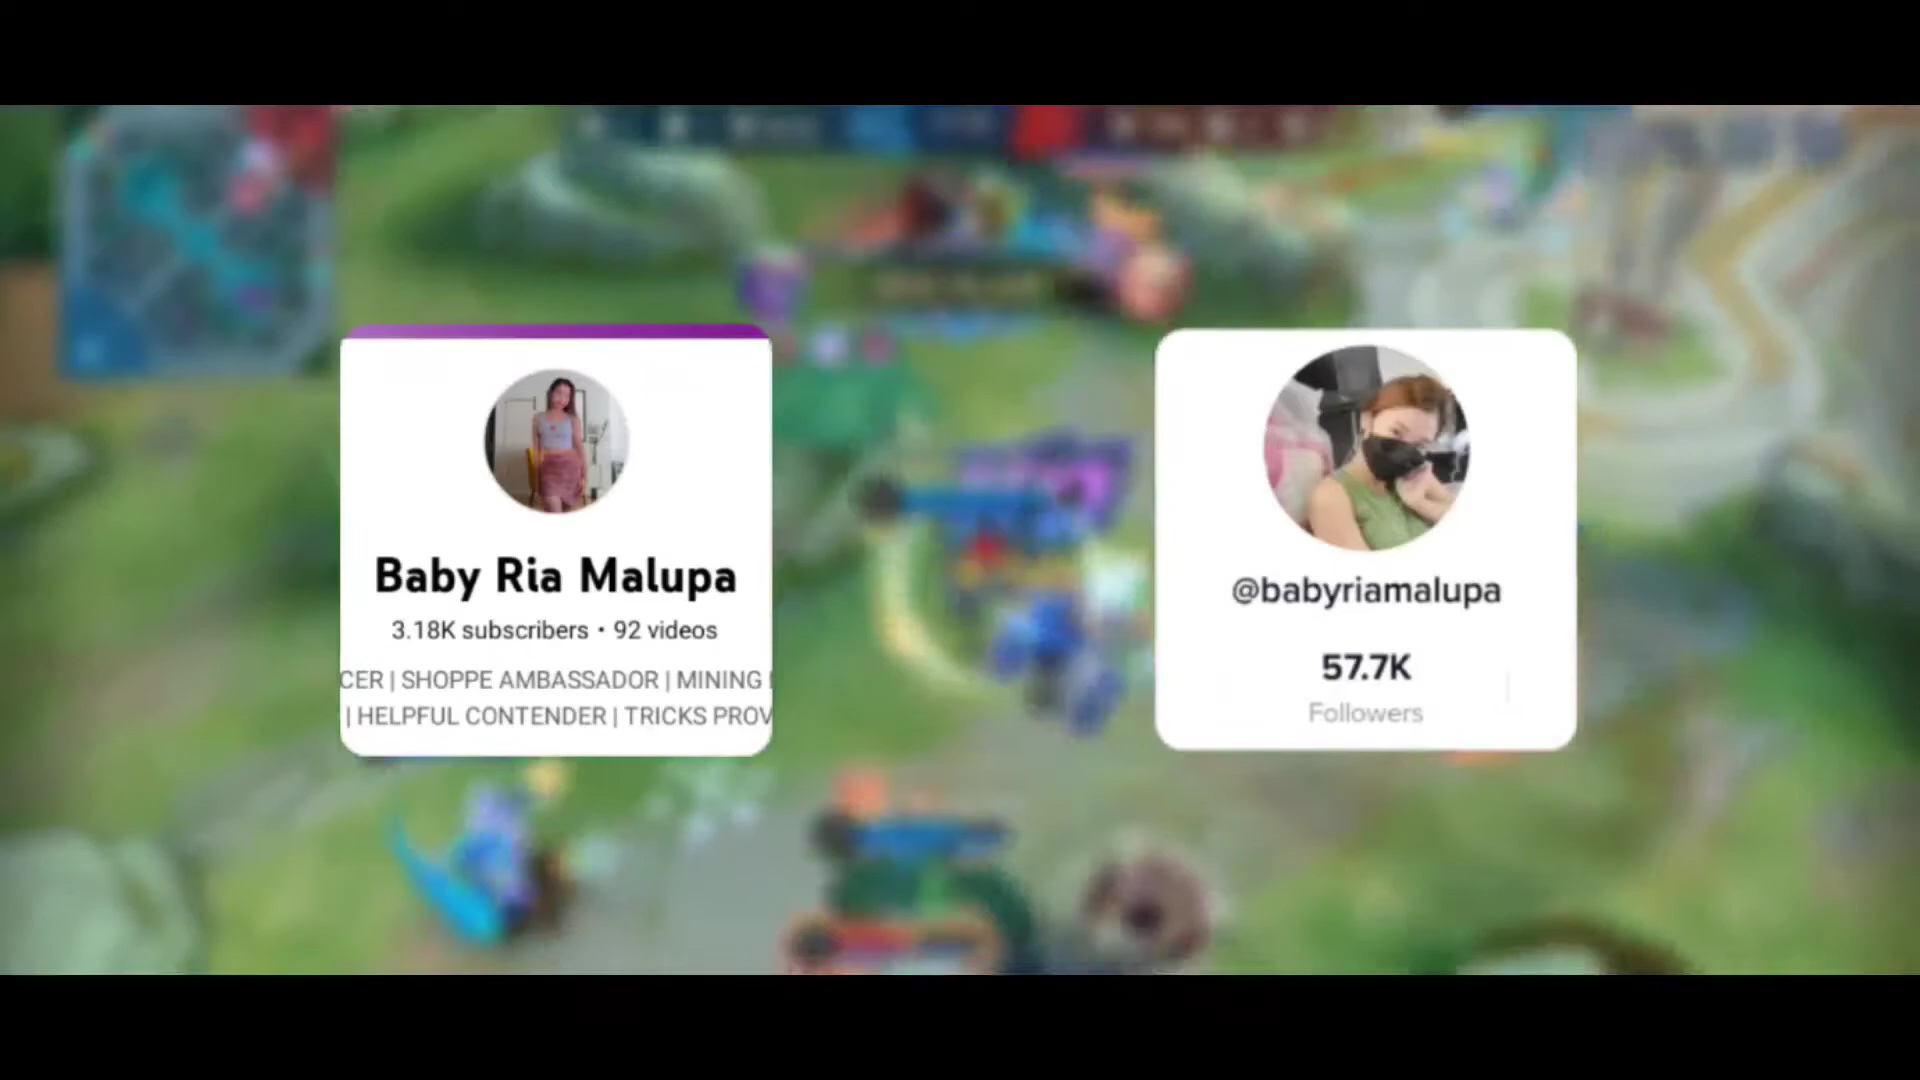 Baby Ria Malupa
3.18K subscribers • 92 videos
CER | SHOPPE AMBASSADOR | MINING
| HELPFUL CONTENDER | TRICKS PROV
@babyriamalupa
57.7K
Followers